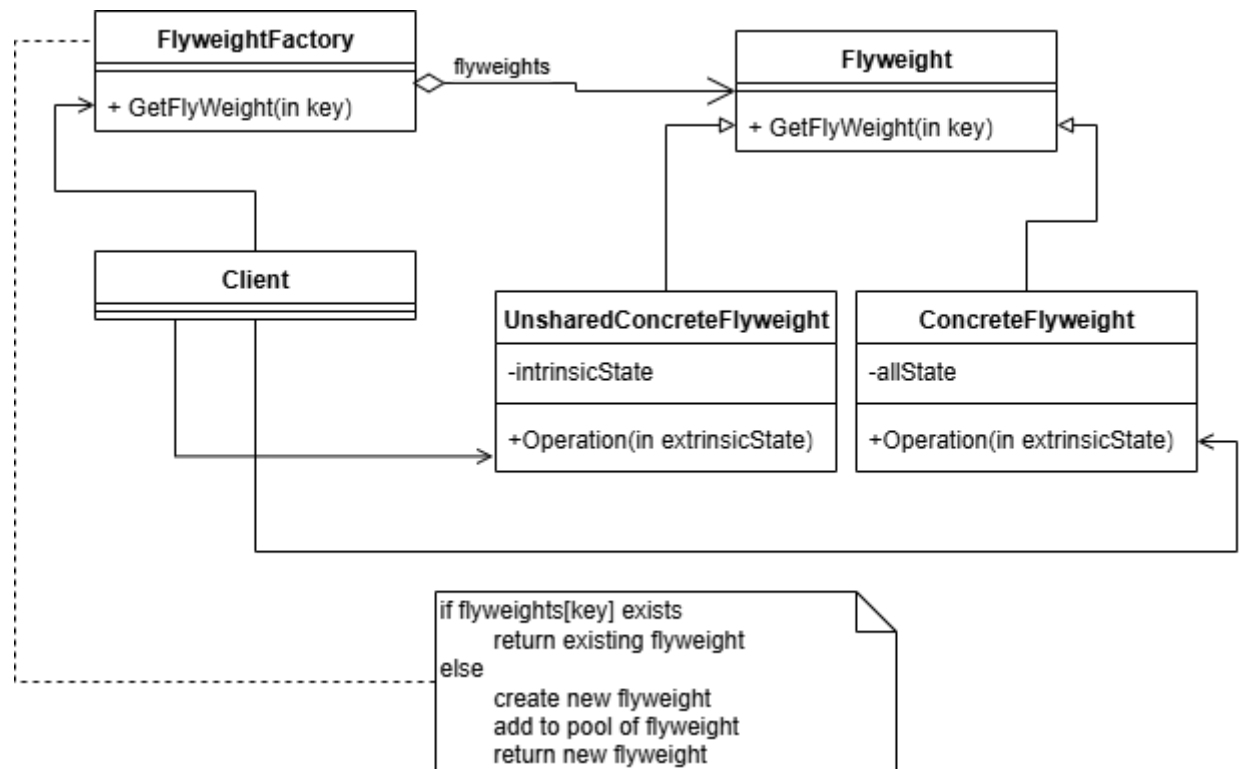 FlyweightFactory
+ GetFlyWeight(in key)
flyweights
Flyweight
+ GetFlyWeight(in key)
Client
UnsharedConcreteFlyweight
-intrinsicState
+Operation(in extrinsicState)
ConcreteFlyweight
-allState
+Operation(in extrinsicState)
if flyweights[key] exists
return existing flyweight
else
create new flyweight
add to pool of flyweight
return new flyweight